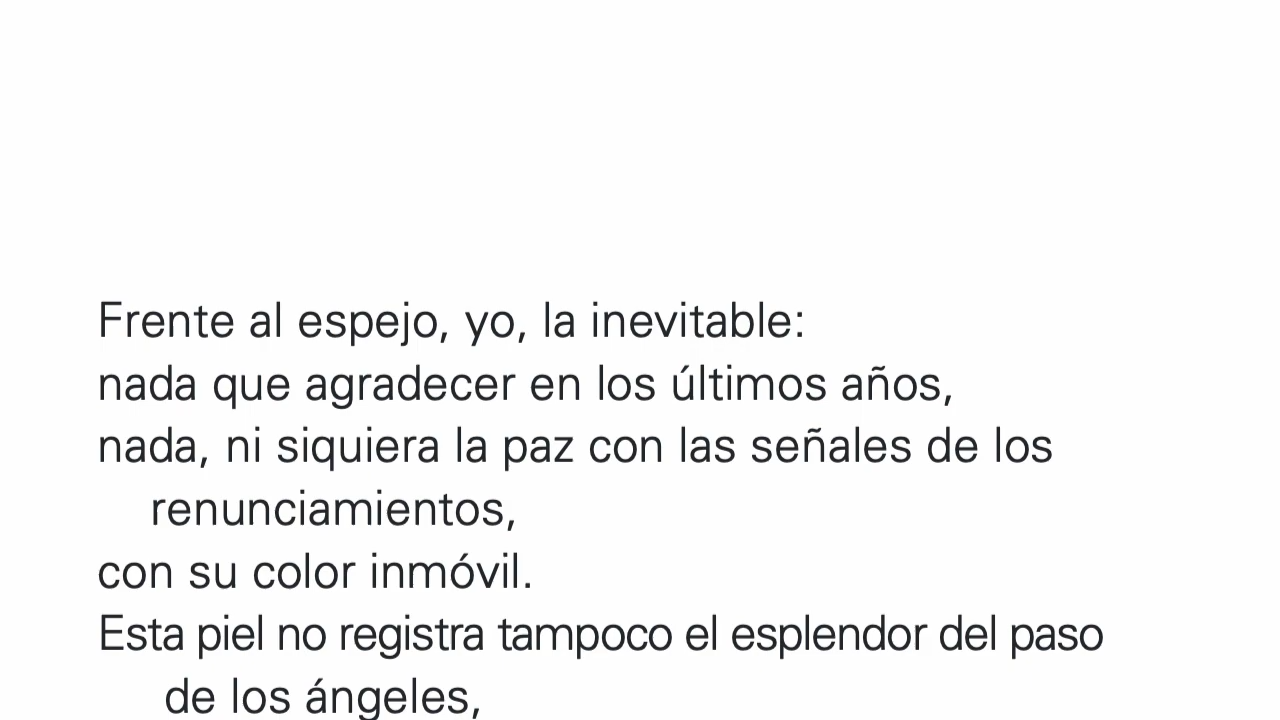 Frente al espejo, yo, la inevitable:
nada que agradecer en los últimos años,
nada, ni siquiera la paz con las señales de los
renunciamientos,
con su color inmóvil.
Esta piel no registra tampoco el esplendor del paso
de los ángeles,